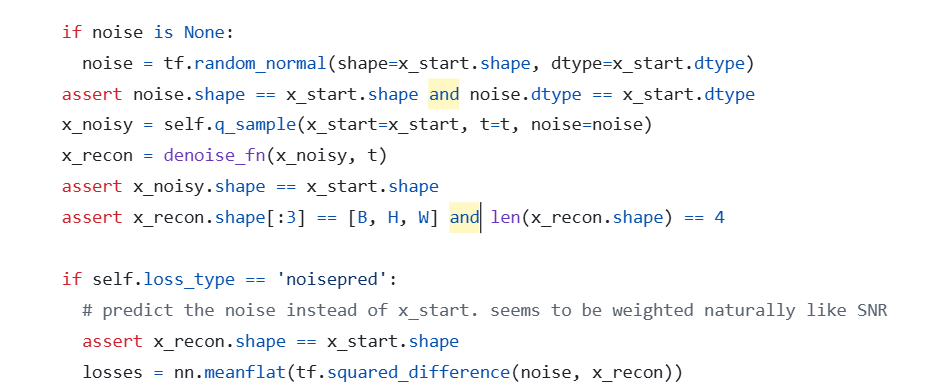 if noise is None:
noise = tf.random_normal(shape=x_start.shape, dtype=x_start.dtype)
assert noise.shape == x_start.shape and noise.dtype == x_start.dtype
x_noisy = self.q_sample(x_start=x_start, t=t, noise=noise)
x_recon = denoise_fn(x_noisy, t)
assert x_noisy.shape == x_start.shape
assert x_recon.shape[:3] == [B, H, W] and len(x_recon.shape) == 4
if self.loss_type == 'noisepred':
# predict the noise instead of x_start. seems to be weighted naturally like SNR
assert x_recon.shape == x_start.shape
losses = nn.meanflat(tf.squared_difference(noise, x_recon))